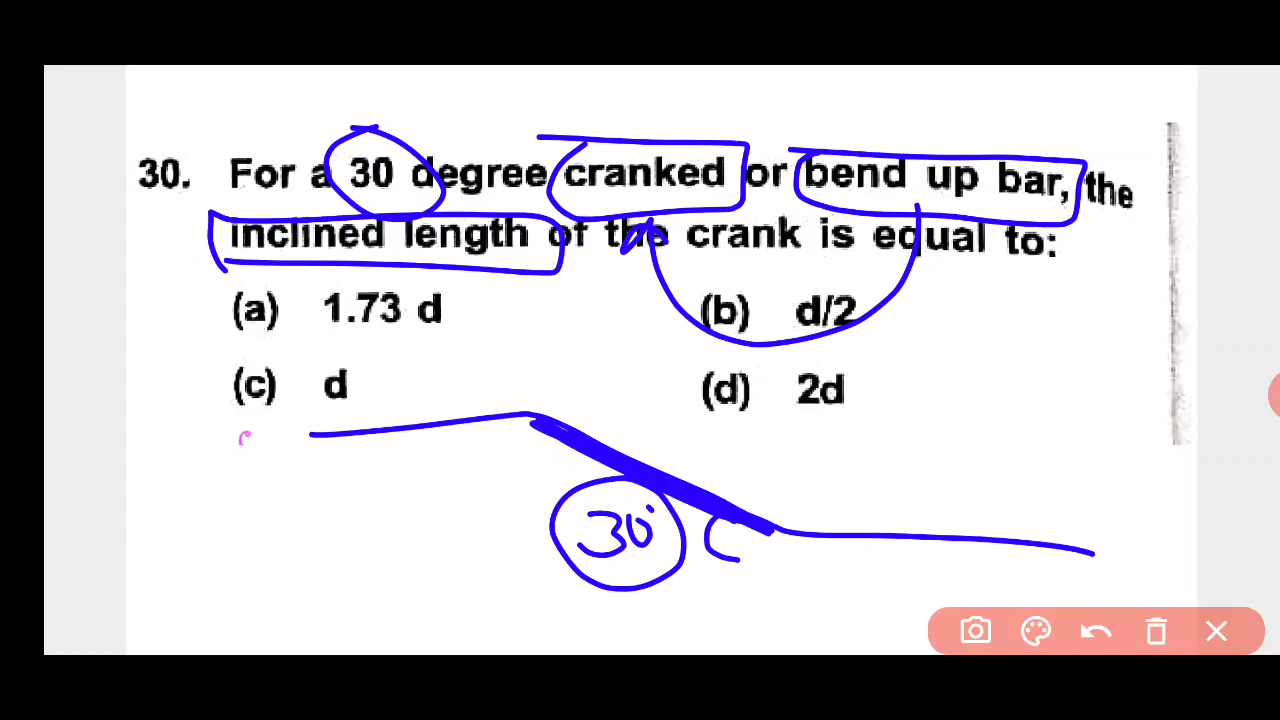 30. For a 30 degree cranked or bend up bar, the
inclined length of the crank is equal to:
(a) 1.73 d (b) d/2
(c) d (d) 2d
30°